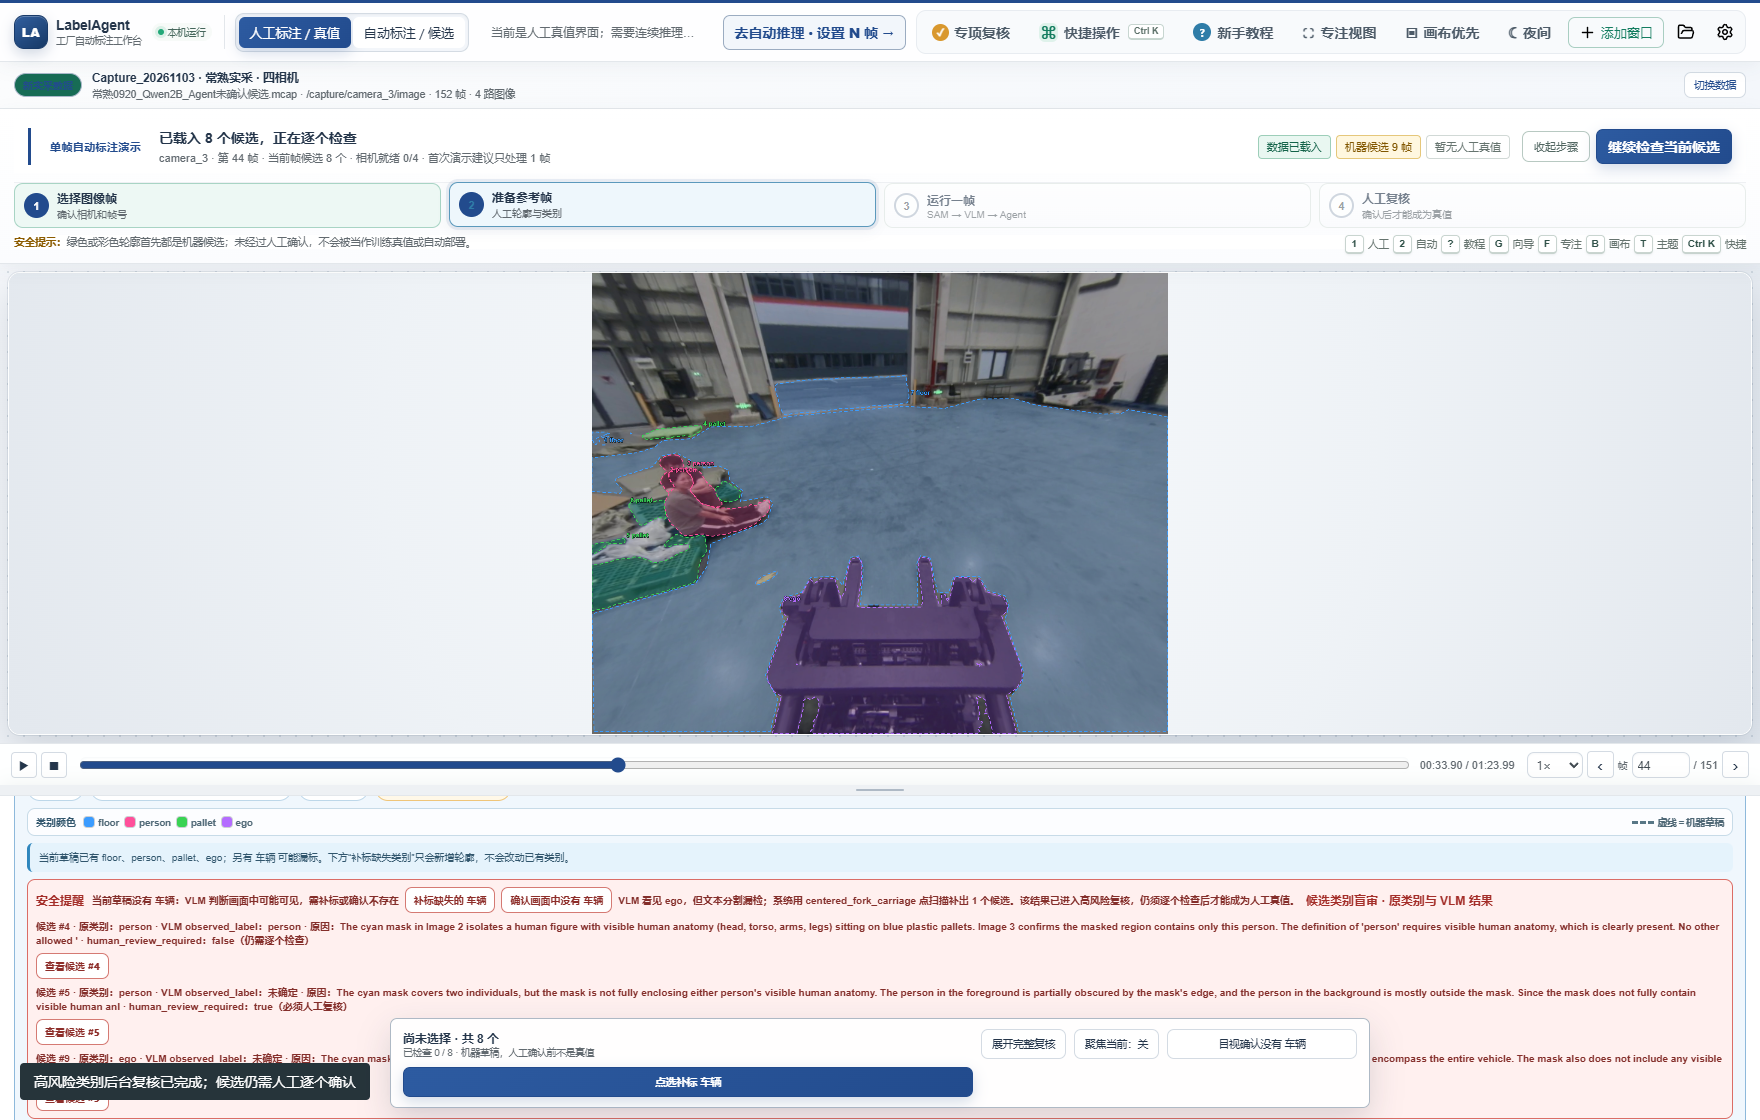 LA
LabelAgent
工厂自动标注工作台
本机运行
人工标注 / 真值
自动标注 / 候选
当前是人工真值界面；需要连续推理...
去自动推理 · 设置 N 帧 →
专项复核
快捷操作 Ctrl K
新手教程
专注视图
画布优先
夜间
添加窗口
Capture_20261103 · 常熟实采 · 四相机
常熟0920_Qwen2B_Agent未确认候选.mcap · /capture/camera_3/image · 152 帧 · 4 路图像
切换数据
单帧自动标注演示
已载入 8 个候选，正在逐个检查
camera_3 · 第 44 帧 · 当前帧候选 8 个 · 相机就绪 0/4 · 首次演示建议只处理 1 帧
数据已载入
机器候选 9 帧
暂无人工真值
收起步骤
继续检查当前候选
1 选择图像帧
确认相机和帧号
2 准备参考帧
人工轮廓与类别
3 运行一帧
SAM → VLM → Agent
4 人工复核
确认后才能成为真值
安全提示：绿色或彩色轮廓首先都是机器候选；未经过人工确认，不会被当作训练真值或自动部署。
1 人工 2 自动 ? 教程 G 向导 F 专注 B 画布 T 主题 Ctrl K 快捷
00:33.90 / 01:23.99
1×
帧 44 / 151
类别颜色 floor person pallet ego
虚线 = 机器草稿
当前草稿已有 floor、person、pallet、ego；另有 车辆 可能漏标。下方“补标缺失类别”只会新增轮廓，不会改动已有类别。
安全提醒 当前草稿没有 车辆：VLM 判断画面中可能可见，需补标或确认不存在 补标缺失的 车辆 确认画面中没有 车辆 VLM 看见 ego，但文本分割漏检；系统用 centered_fork_carriage 点扫描补出 1 个候选。该结果已进入高风险复核，仍须逐个检查后才能成为人工真值。 候选类别盲审 · 原类别与 VLM 结果
候选 #4 · 原类别：person · VLM observed_label：person · 原因：The cyan mask in Image 2 isolates a human figure with visible human anatomy (head, torso, arms, legs) sitting on blue plastic pallets. Image 3 confirms the masked region contains only this person. The definition of 'person' requires visible human anatomy, which is clearly present. No other
allowed ' · human_review_required：false（仍需逐个检查）
查看候选 #4
候选 #5 · 原类别：person · VLM observed_label：未确定 · 原因：The cyan mask covers two individuals, but the mask is not fully enclosing either person's visible human anatomy. The person in the foreground is partially obscured by the mask's edge, and the person in the background is mostly outside the mask. Since the mask does not fully contain
visible human anl · human_review_required：true（必须人工复核）
查看候选 #5
候选 #9 · 原类别：ego · VLM observed_label：未确定 · 原因：The cyan mask
encompass the entire vehicle. The mask also does not include any visible
尚未选择 · 共 8 个
已检查 0 / 8 · 机器草稿，人工确认前不是真值
展开完整复核
聚焦当前：关
目视确认没有 车辆
点选补标 车辆
高风险类别后台复核已完成；候选仍需人工逐个确认